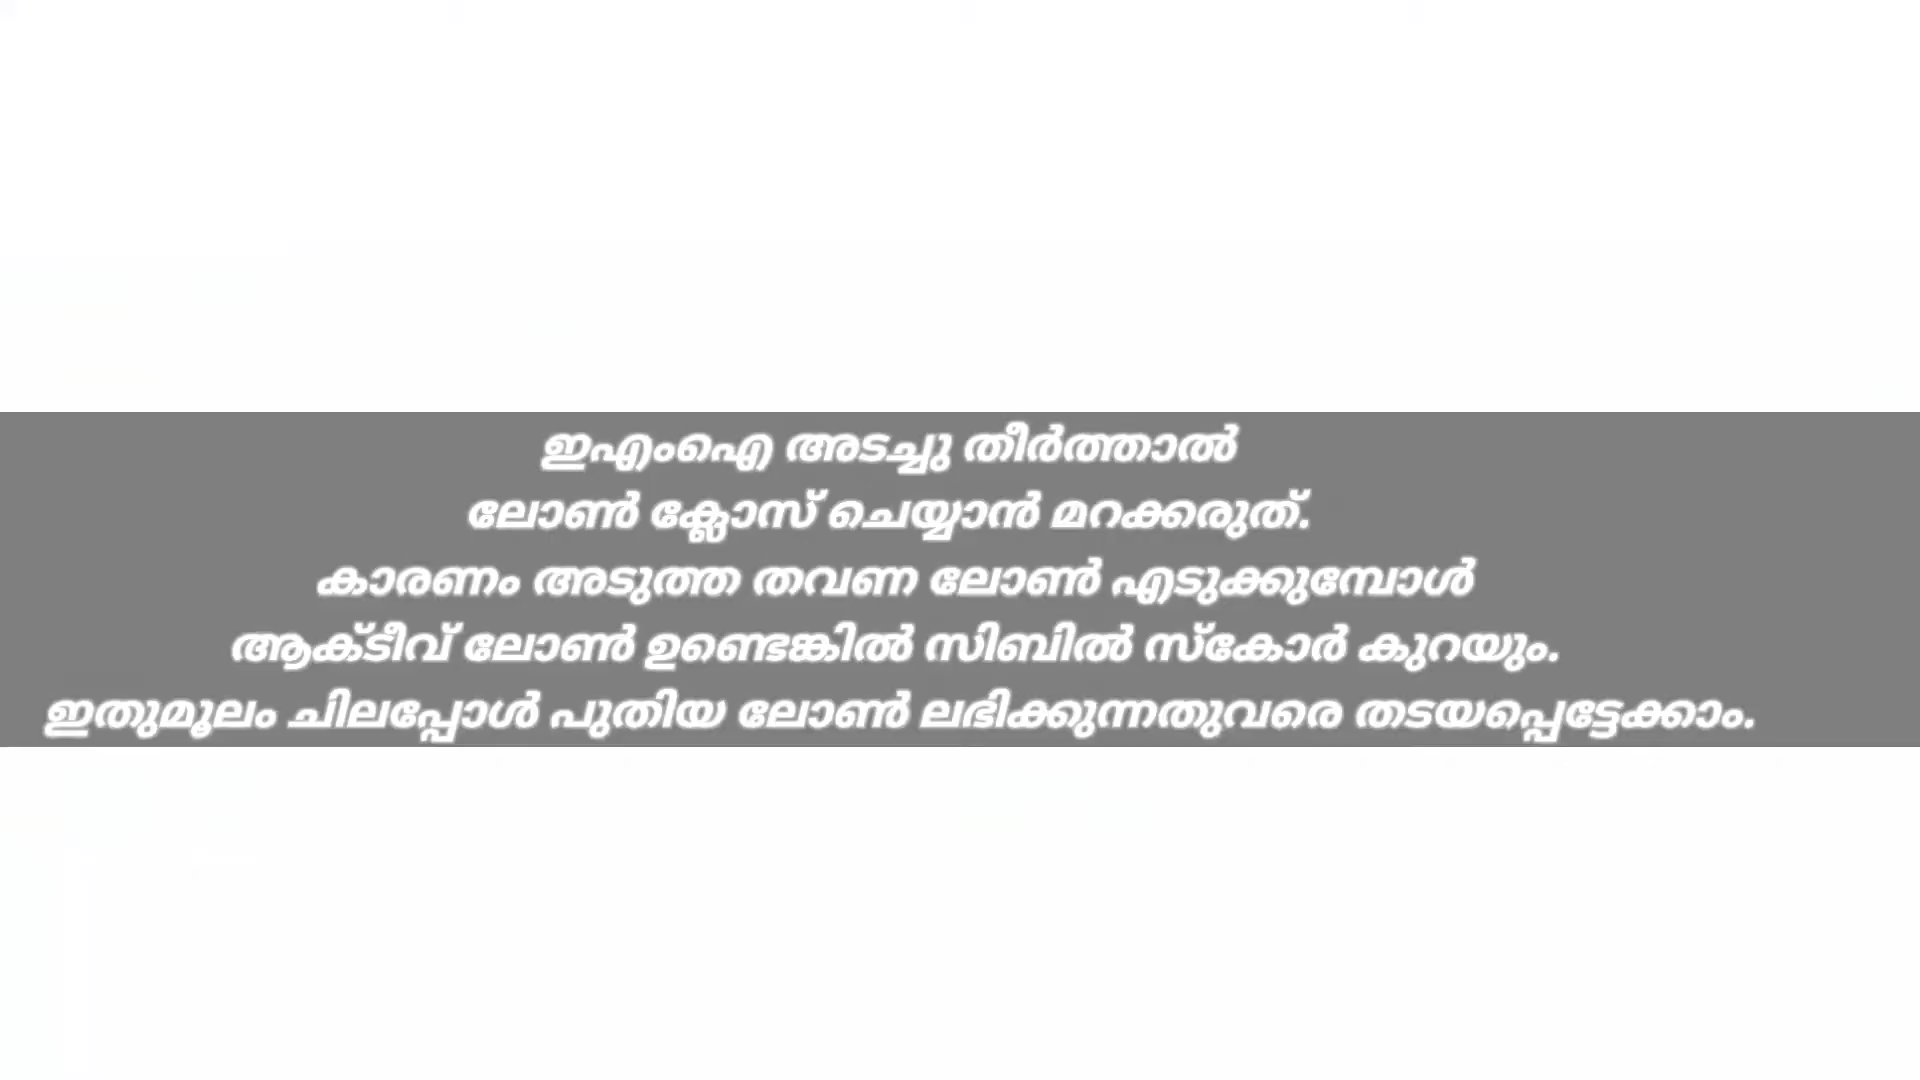 ഇഎംഐ അടച്ചു തീർത്താൽ
ലോൺ ക്ലോസ് ചെയ്യാൻ മറക്കരുത്.
കാരണം അടുത്ത തവണ ലോൺ എടുക്കുമ്പോൾ
ആക്ടീവ് ലോൺ ഉണ്ടെങ്കിൽ സിബിൽ സ്കോർ കുറയും.
ഇതുമൂലം ചിലപ്പോൾ പുതിയ ലോൺ ലഭിക്കുന്നതുവരെ തടയപ്പെട്ടേക്കാം.